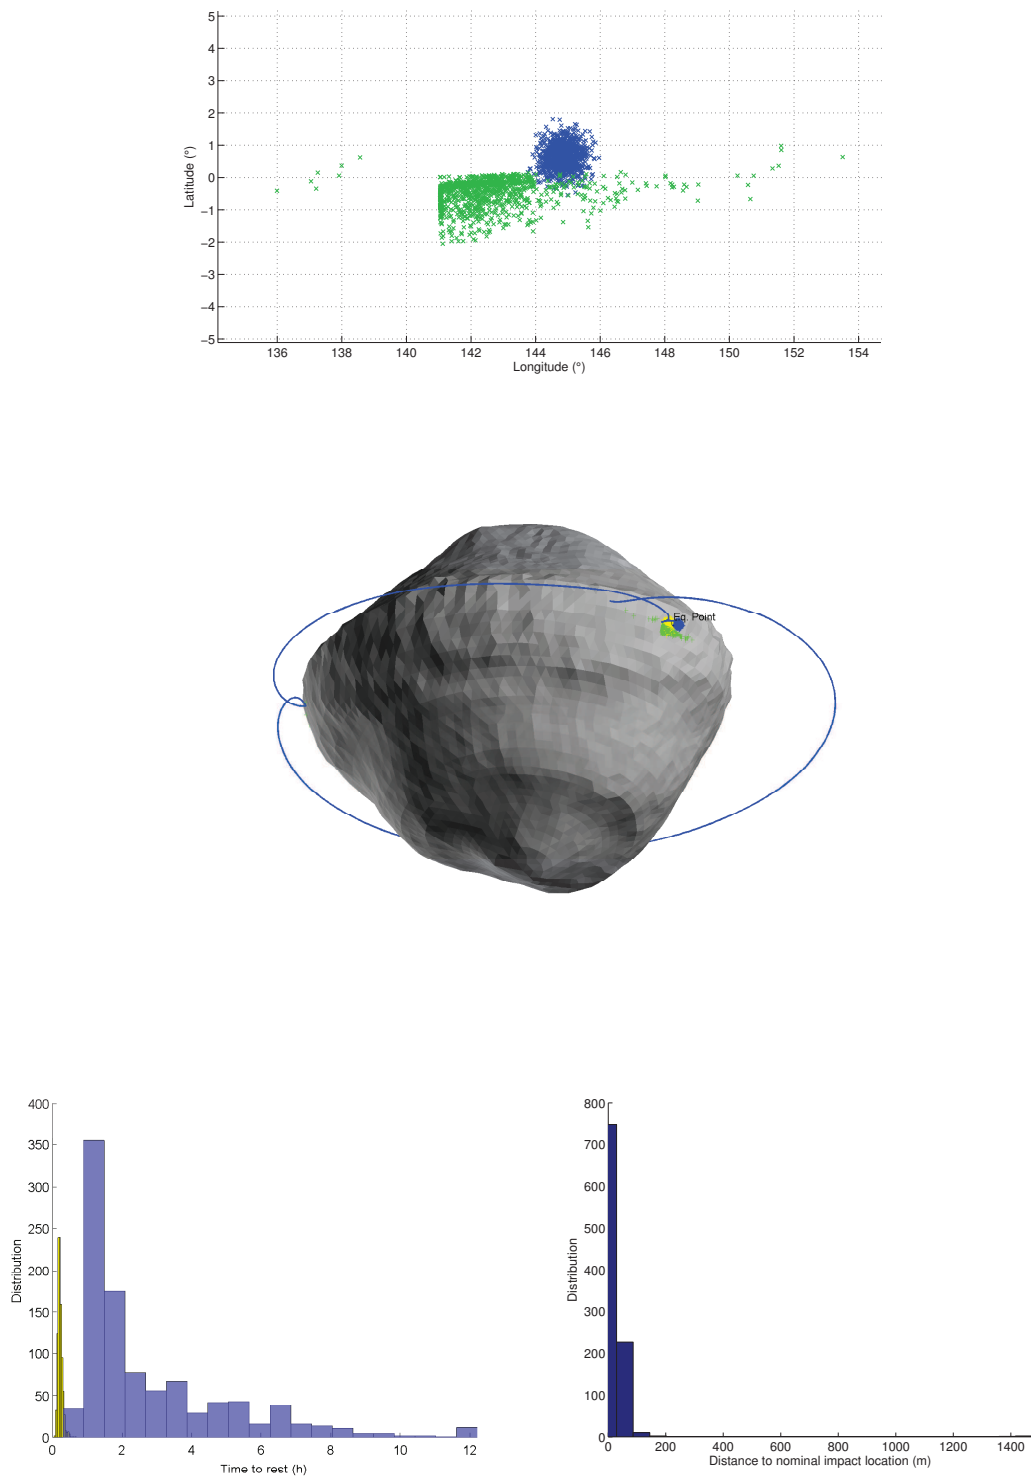 5
4
3
2
1
0
−1
−2
−3
−4
−5
Latitude (°)
136 138 140 142 144 146 148 150 152 154
Longitude (°)
Eq. Point
400
350
300
250
200
150
100
50
0
Distribution
0 2 4 6 8 10 12
Time to rest (h)
800
700
600
500
400
300
200
100
0
Distribution
0 200 400 600 800 1000 1200 1400
Distance to nominal impact location (m)